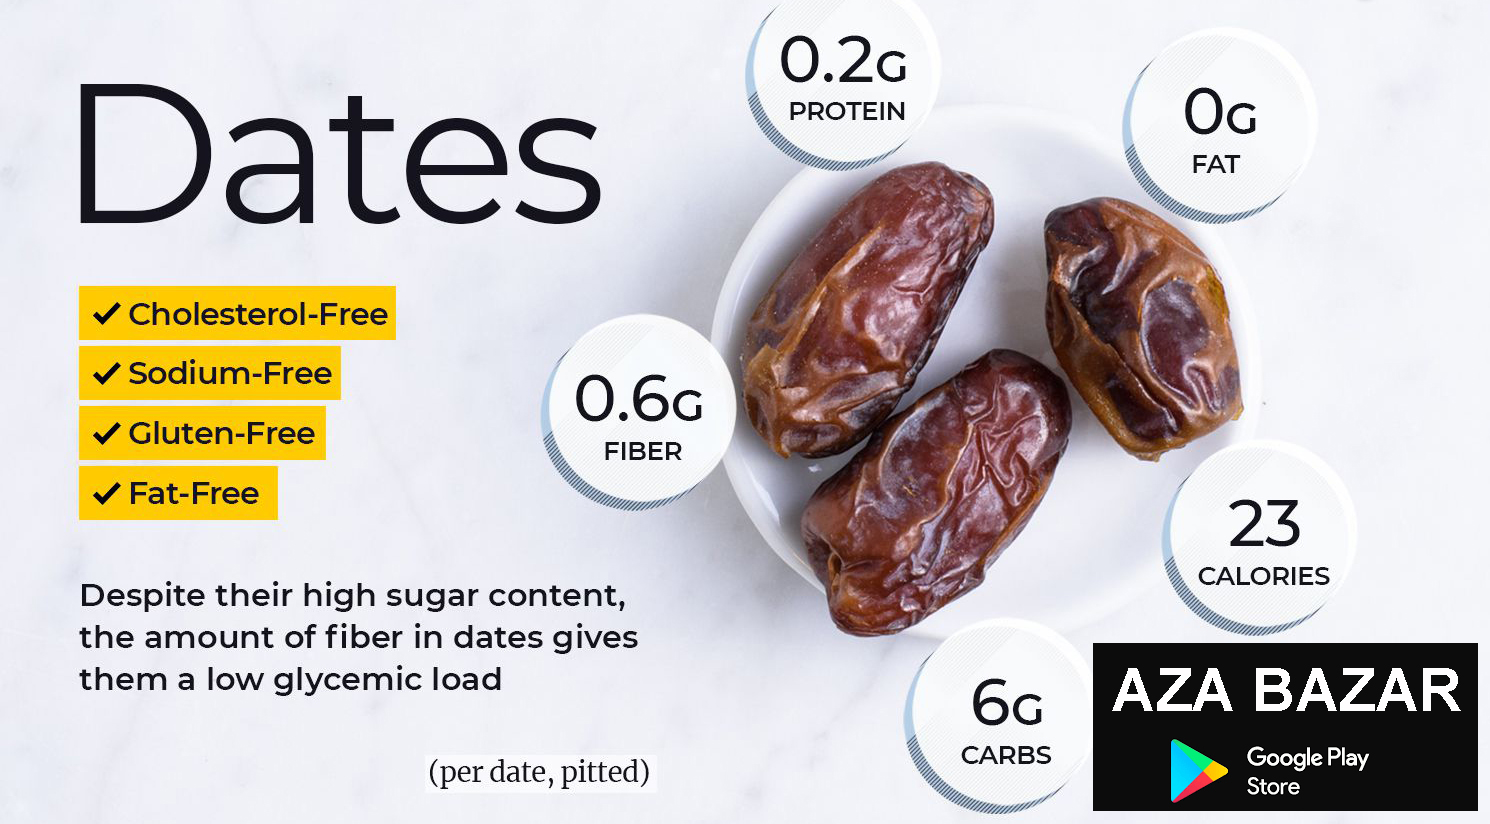 Dates
Cholesterol-Free
Sodium-Free
Gluten-Free
Fat-Free
Despite their high sugar content,
the amount of fiber in dates gives
them a low glycemic load
(per date, pitted)
0.2G
PROTEIN
0G
FAT
0.6G
FIBER
23
CALORIES
6G
CARBS
AZA BAZAR
Google Play
Store